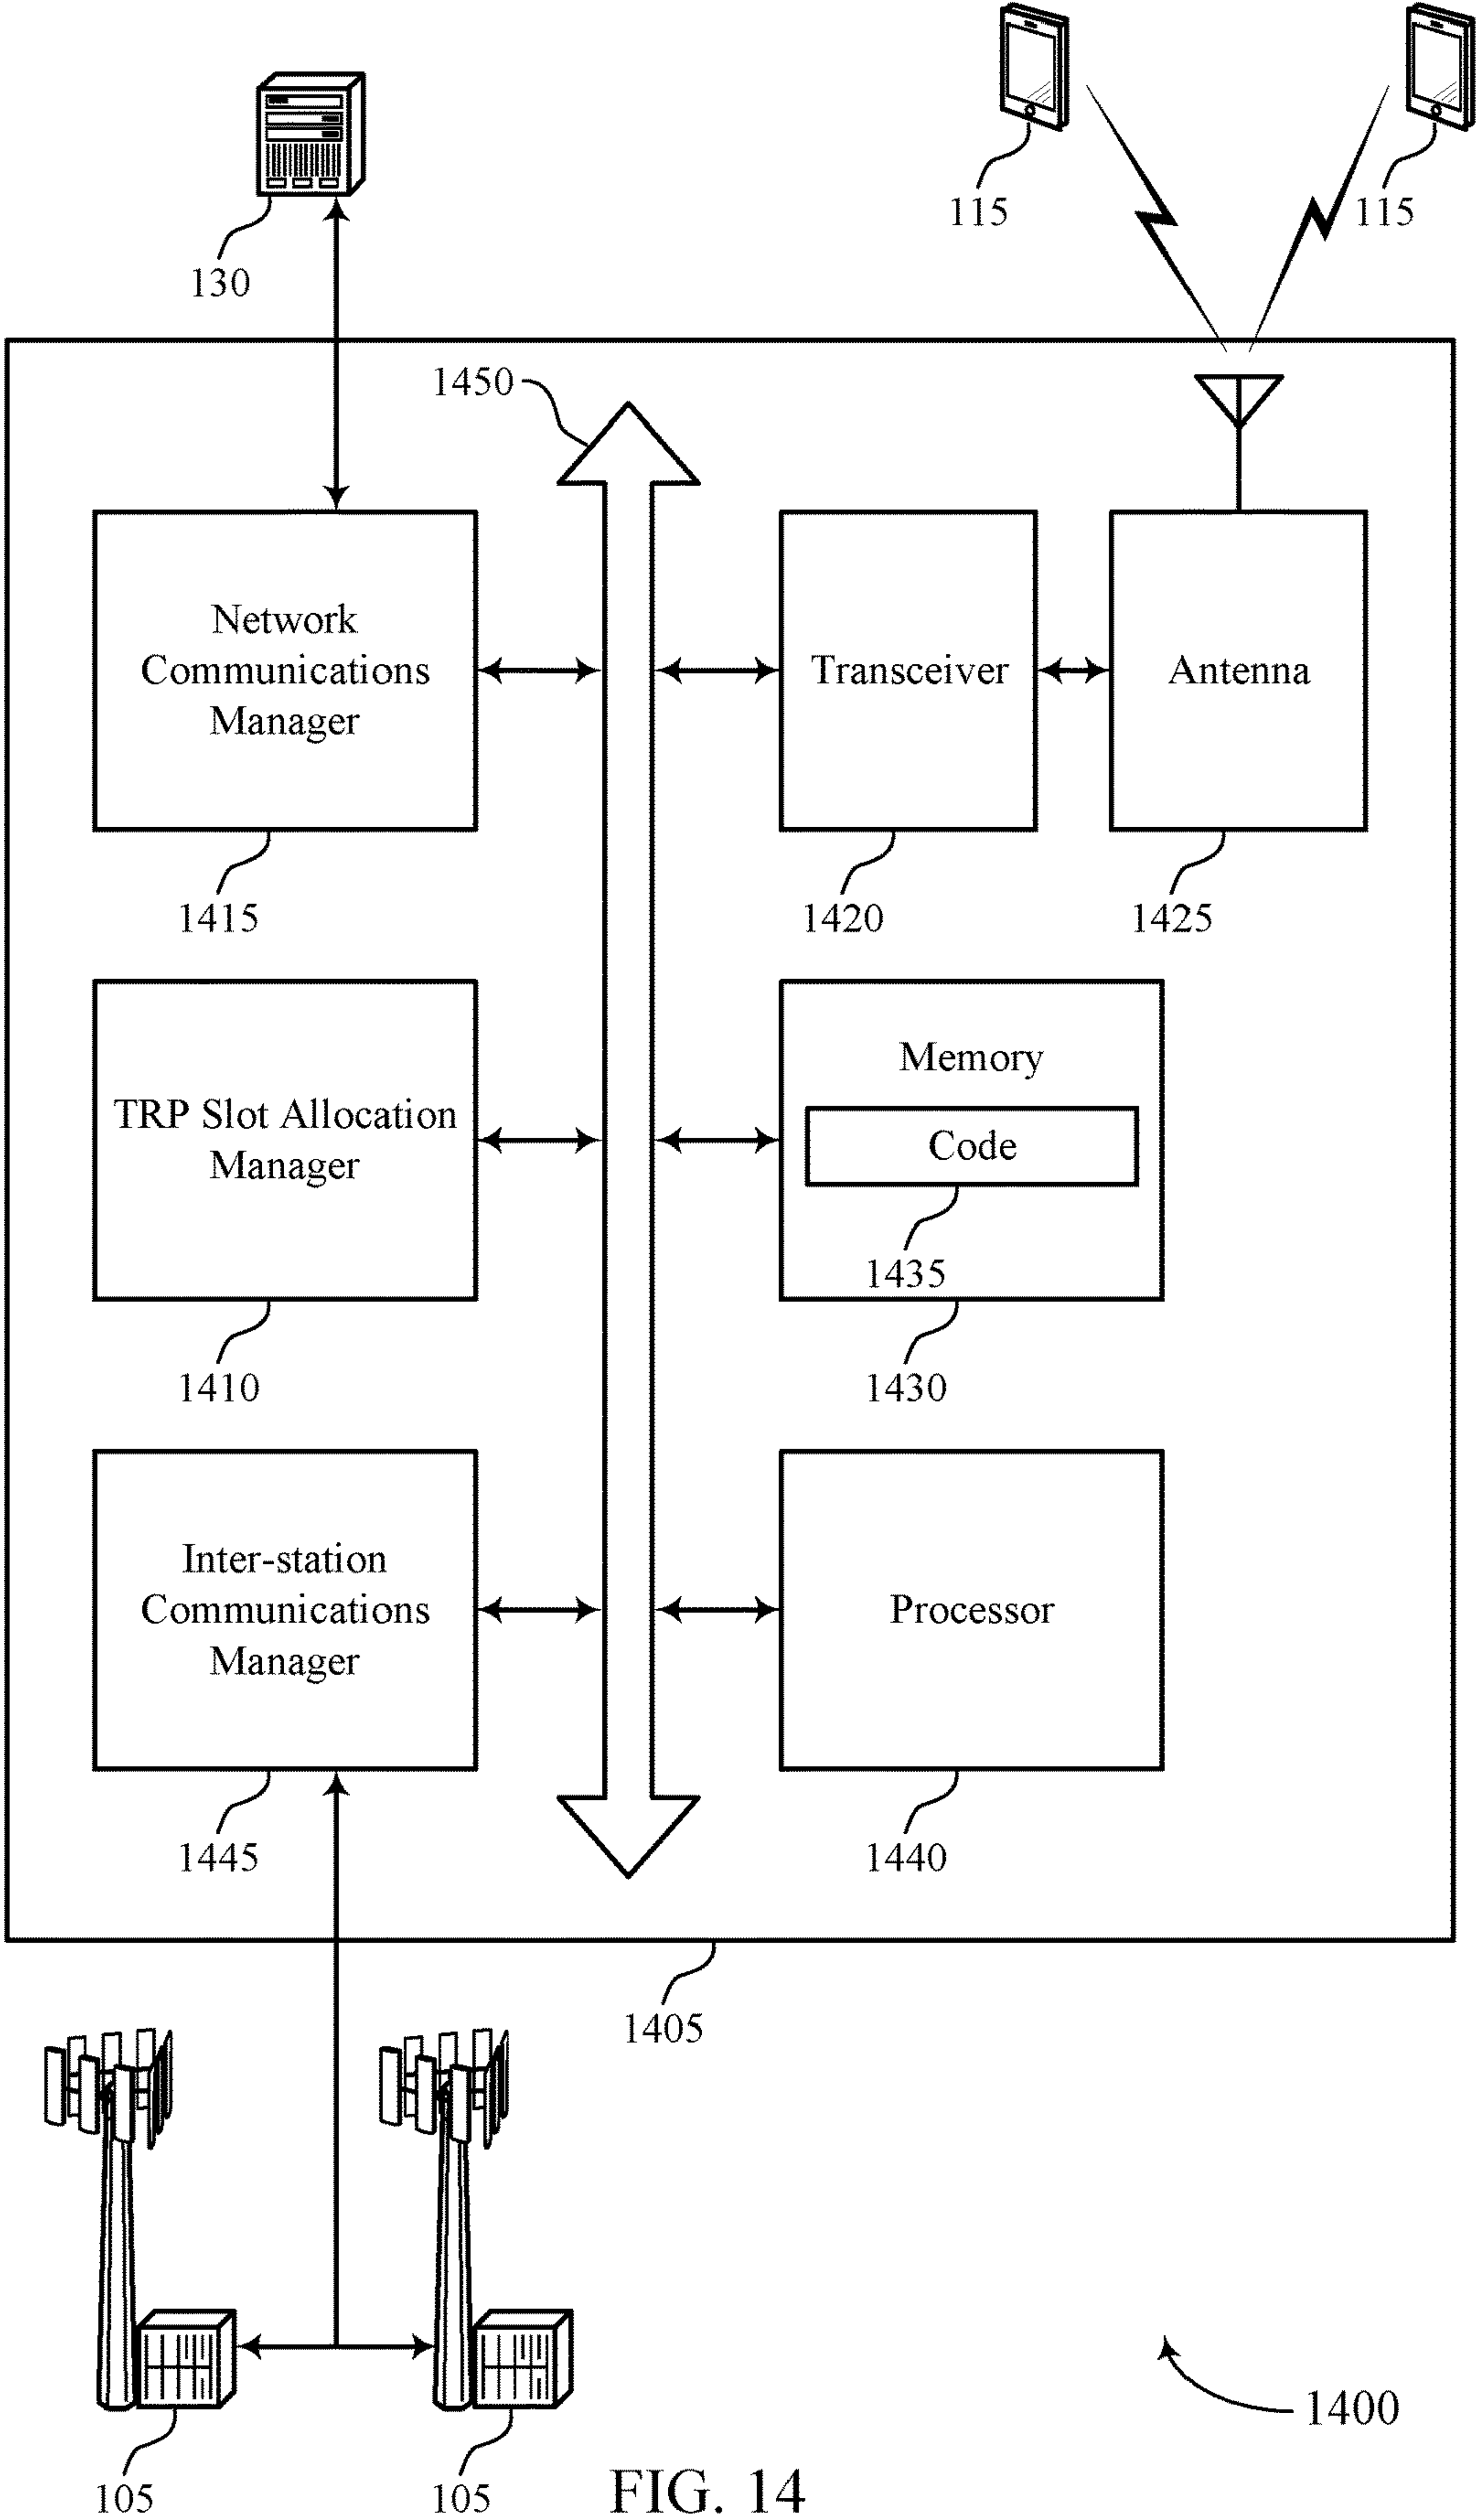 115
115
130
1450
Network
Communications
Manager
Transceiver
Antenna
1415
1420
1425
TRP Slot Allocation
Manager
Memory
Code
1435
1410
1430
Inter-station
Communications
Manager
Processor
1445
1440
1405
1400
105
105
FIG. 14